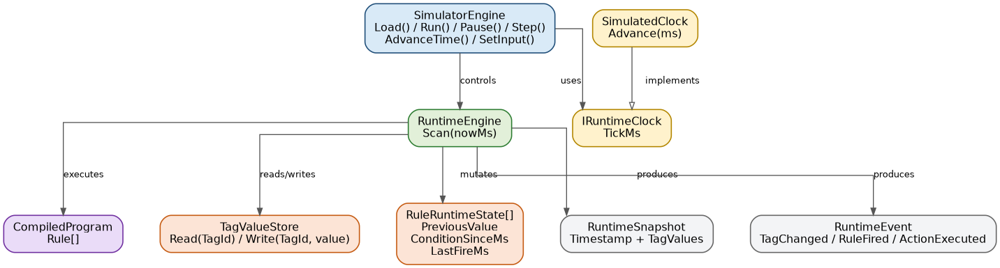 SimulatorEngine
Load() / Run() / Pause() / Step()
AdvanceTime() / SetInput()
SimulatedClock
Advance(ms)
controls
uses
implements
RuntimeEngine
Scan(nowMs)
IRuntimeClock
TickMs
executes
reads/writes
mutates
produces
produces
CompiledProgram
Rule[]
TagValueStore
Read(TagId) / Write(TagId, value)
RuleRuntimeState[]
PreviousValue
ConditionSinceMs
LastFireMs
RuntimeSnapshot
Timestamp + TagValues
RuntimeEvent
TagChanged / RuleFired / ActionExecuted